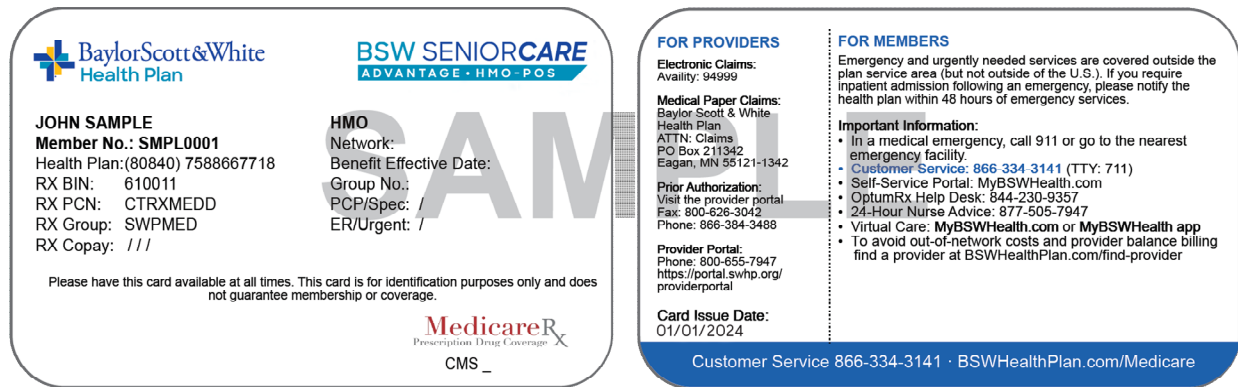 BaylorScott&White
Health Plan
BSW SENIORCARE
ADVANTAGE · HMO-POS
JOHN SAMPLE
Member No.: SMPL0001
Health Plan:(80840) 7588667718
RX BIN: 610011
RX PCN: CTRXMEDD
RX Group: SWPMED
RX Copay: / / /
HMO
Network:
Benefit Effective Date:
Group No.:
PCP/Spec: /
ER/Urgent: /
Please have this card available at all times. This card is for identification purposes only and does
not guarantee membership or coverage.
MedicareRx
Prescription Drug Coverage
CMS _
SAMPLE
FOR PROVIDERS
Electronic Claims:
Availity: 94999
Medical Paper Claims:
Baylor Scott & White
Health Plan
ATTN: Claims
PO Box 211342
Eagan, MN 55121-1342
Prior Authorization:
Visit the provider portal
Fax: 800-626-3042
Phone: 866-384-3488
Provider Portal:
Phone: 800-655-7947
https://portal.swhp.org/
providerportal
Card Issue Date:
01/01/2024
FOR MEMBERS
Emergency and urgently needed services are covered outside the
plan service area (but not outside of the U.S.). If you require
inpatient admission following an emergency, please notify the
health plan within 48 hours of emergency services.
Important Information:
• In a medical emergency, call 911 or go to the nearest
emergency facility.
• Customer Service: 866-334-3141 (TTY: 711)
• Self-Service Portal: MyBSWHealth.com
• OptumRx Help Desk: 844-230-9357
• 24-Hour Nurse Advice: 877-505-7947
• Virtual Care: MyBSWHealth.com or MyBSWHealth app
• To avoid out-of-network costs and provider balance billing
find a provider at BSWHealthPlan.com/find-provider
Customer Service 866-334-3141 · BSWHealthPlan.com/Medicare